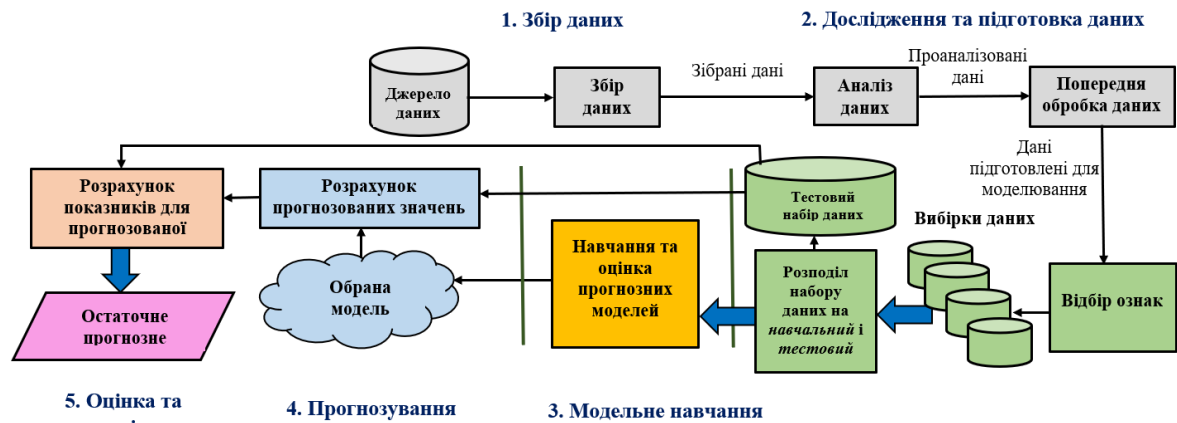 1. Збір даних
2. Дослідження та підготовка даних
Джерело
даних
Збір
даних
Зібрані дані
Аналіз
даних
Проаналізовані
дані
Попередня
обробка даних
Дані
підготовлені для
моделювання
Розрахунок
показників для
прогнозованої
Розрахунок
прогнозованих значень
Тестовий
набір даних
Вибірки даних
Навчання та
оцінка
прогнозних
моделей
Розподіл
набору
даних на
навчальний і
тестовий
Відбір ознак
Обрана
модель
Остаточне
прогнозне
5. Оцінка та
4. Прогнозування
3. Модельне навчання